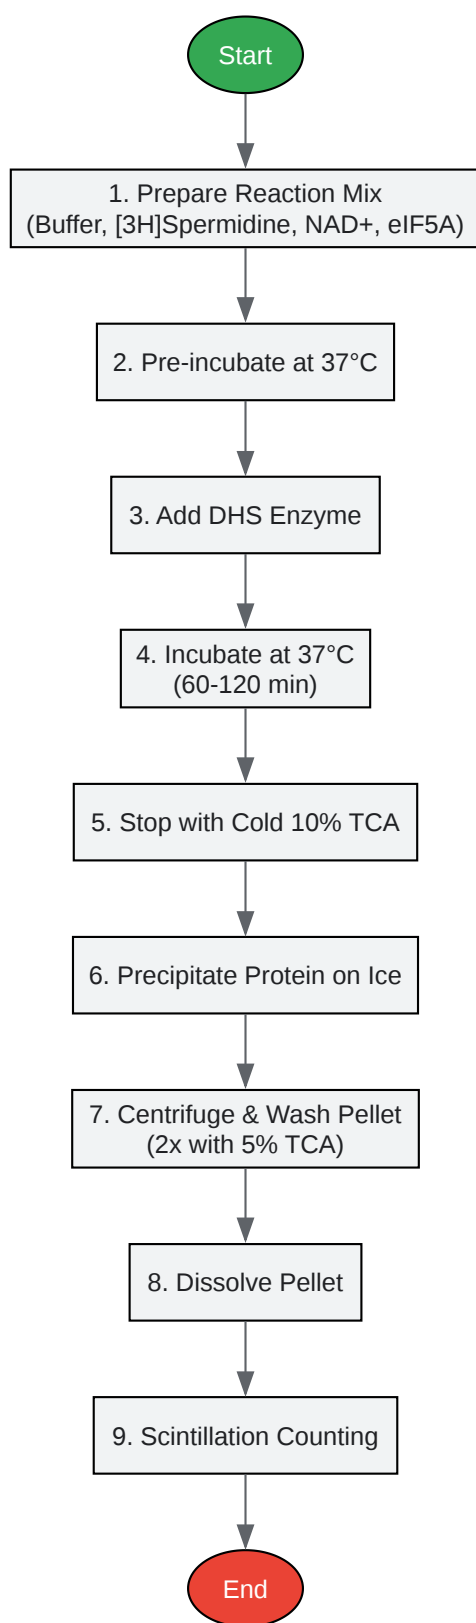 Start
1. Prepare Reaction Mix
(Buffer, [3H]Spermidine, NAD+, eIF5A)
2. Pre-incubate at 37°C
3. Add DHS Enzyme
4. Incubate at 37°C
(60-120 min)
5. Stop with Cold 10% TCA
6. Precipitate Protein on Ice
7. Centrifuge & Wash Pellet
(2x with 5% TCA)
8. Dissolve Pellet
9. Scintillation Counting
End